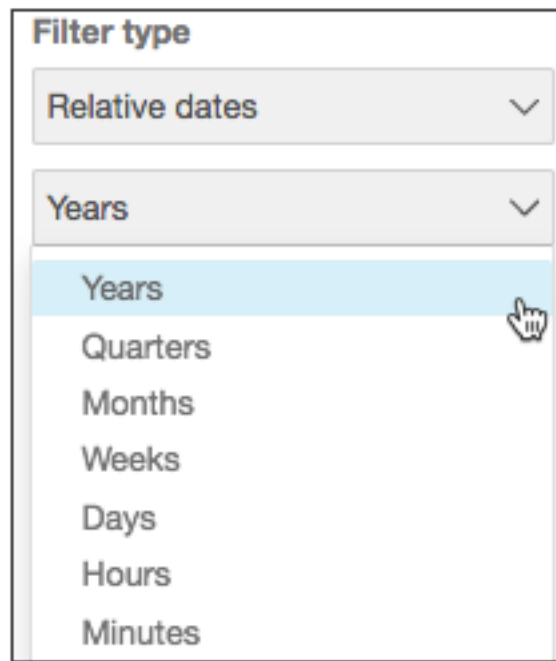 Filter type
Relative dates
Years
Years
Quarters
Months
Weeks
Days
Hours
Minutes